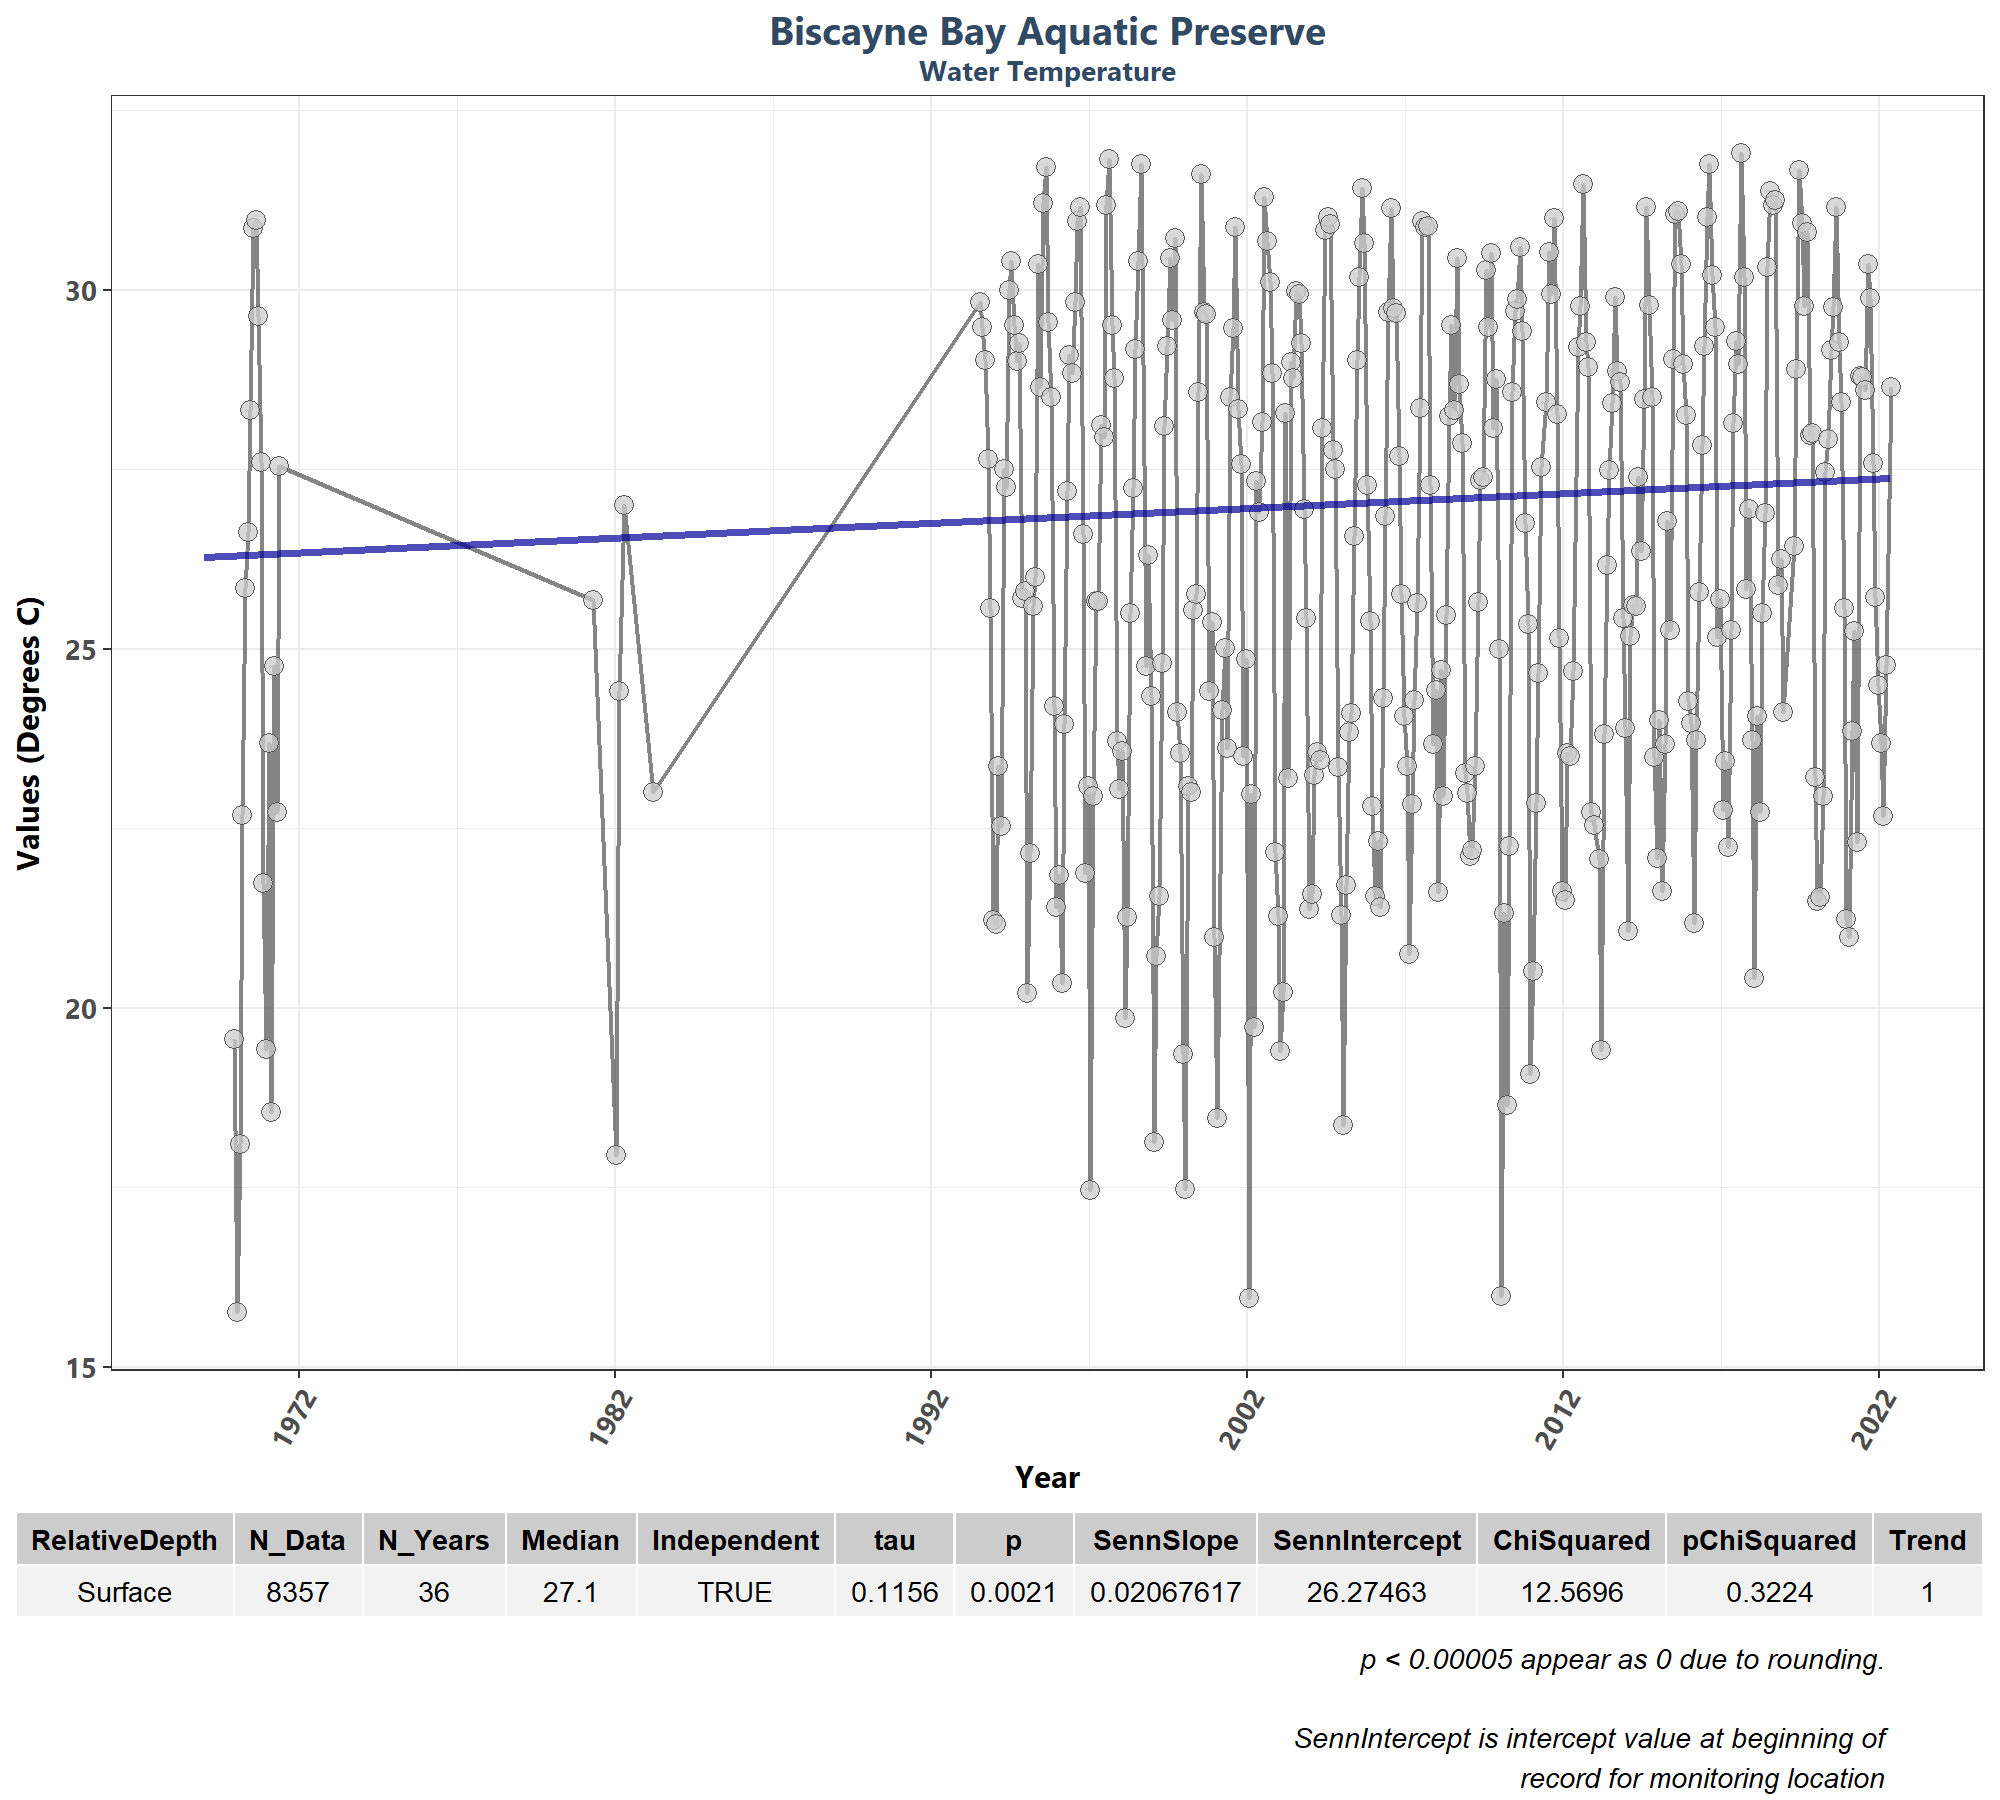 Biscayne Bay Aquatic Preserve
Water Temperature
Values (Degrees C)
30
25
20
15
1972 1982 1992 2002 2012 2022
Year
RelativeDepth N_Data N_Years Median Independent tau p SennSlope SennIntercept ChiSquared pChiSquared Trend
Surface 8357 36 27.1 TRUE 0.1156 0.0021 0.02067617 26.27463 12.5696 0.3224 1
p < 0.00005 appear as 0 due to rounding.
SennIntercept is intercept value at beginning of
record for monitoring location